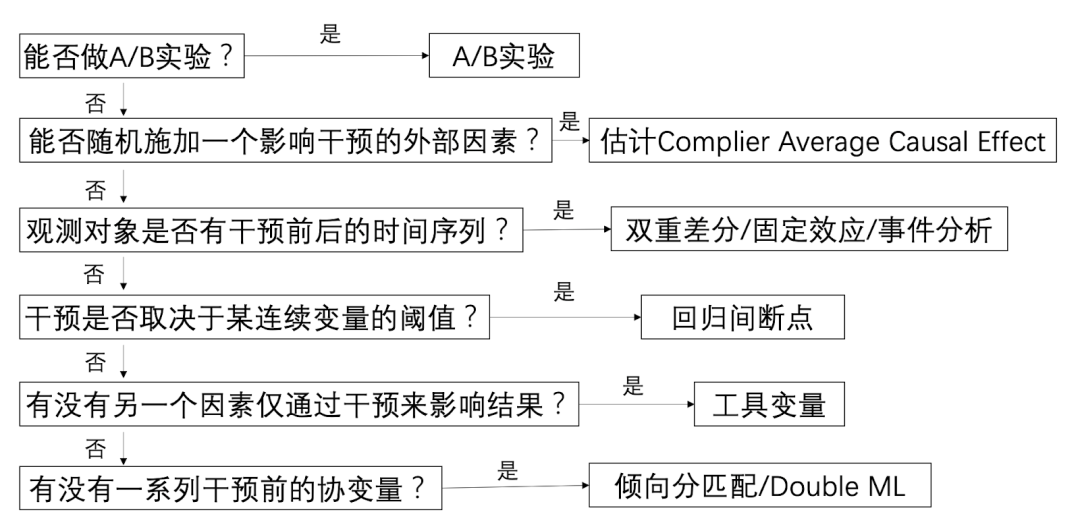 是
能否做A/B实验？
A/B实验
否
能否随机施加一个影响干预的外部因素？
是
估计Complier Average Causal Effect
否
观测对象是否有干预前后的时间序列？
是
双重差分/固定效应/事件分析
否
干预是否取决于某连续变量的阈值？
是
回归间断点
否
有没有另一个因素仅通过干预来影响结果？
是
工具变量
否
有没有一系列干预前的协变量？
是
倾向分匹配/Double ML